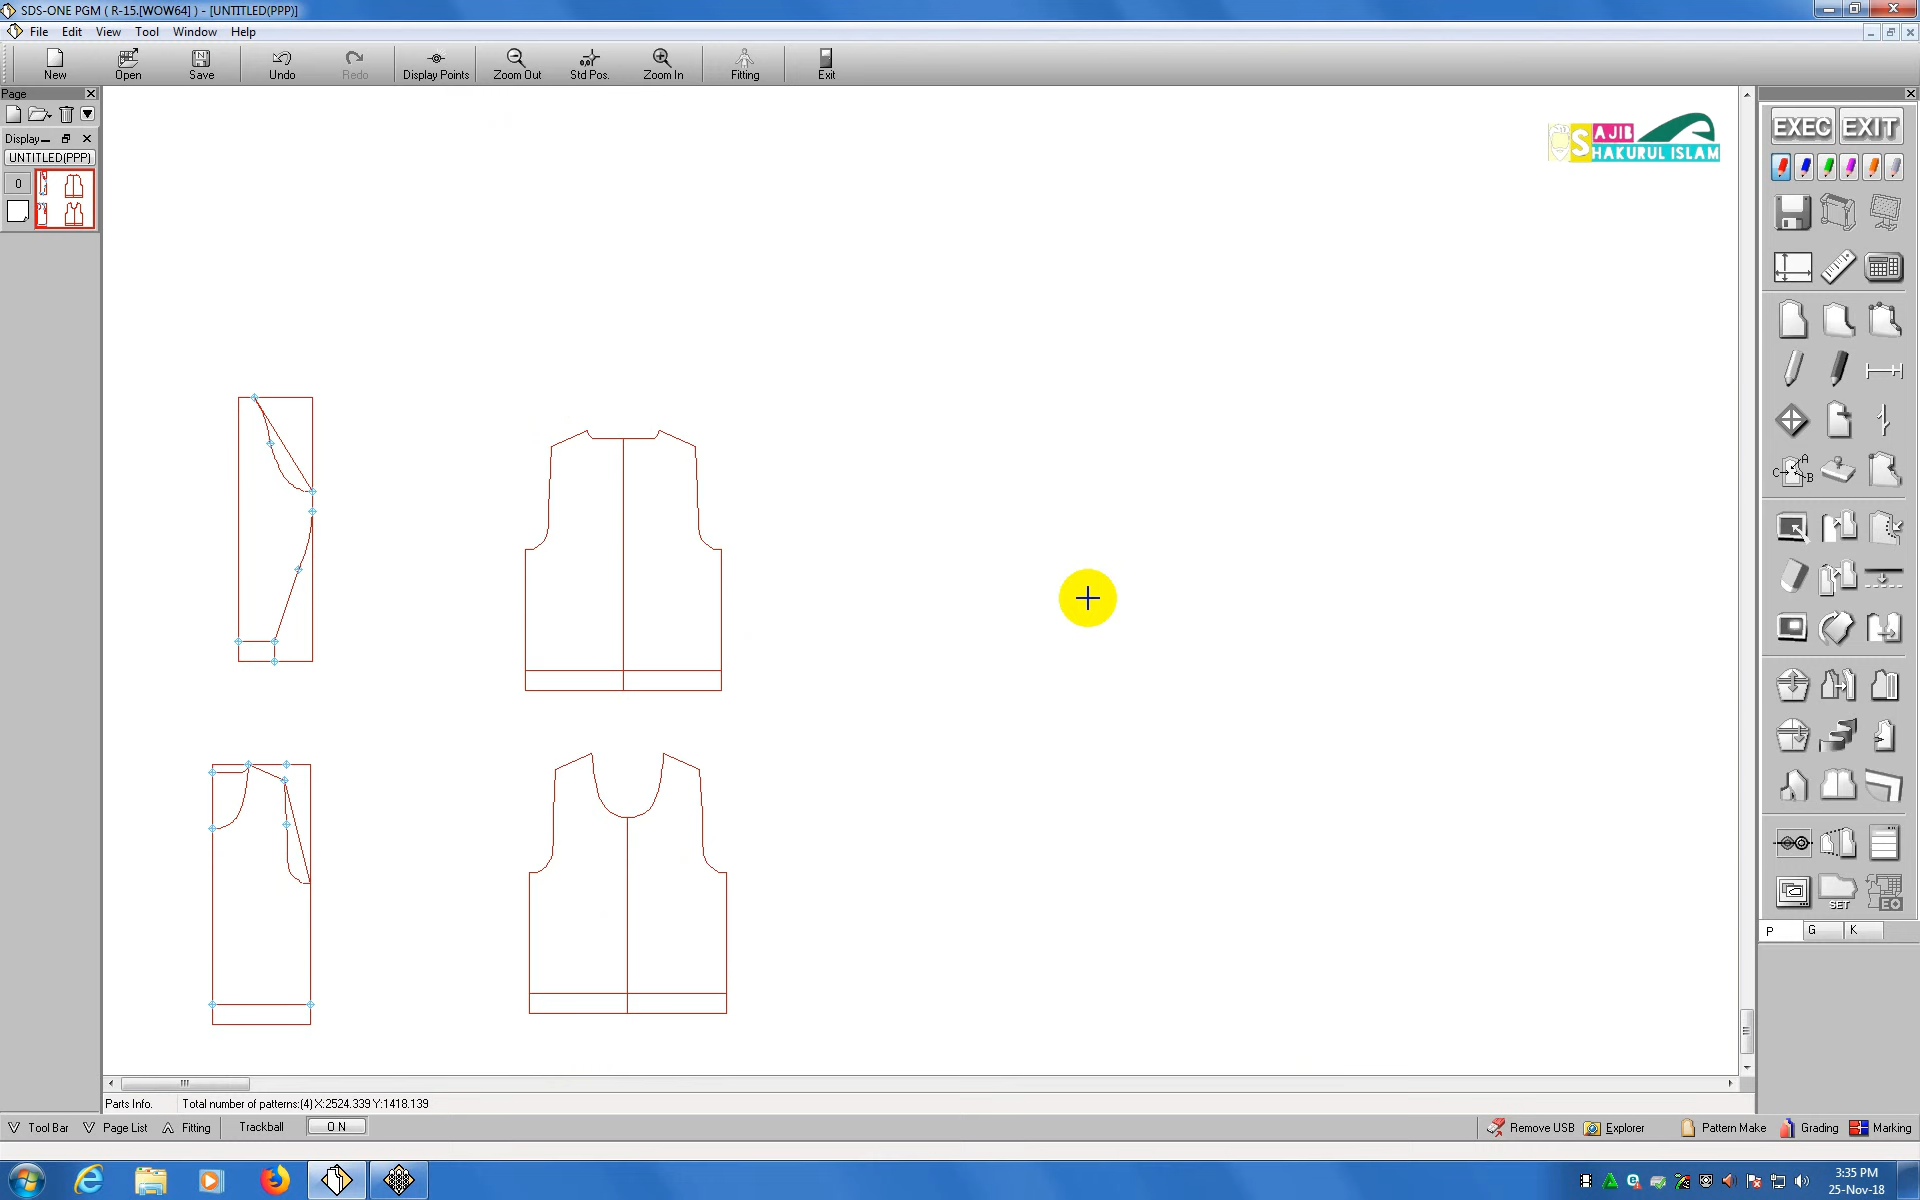 SDS-ONE PGM ( R-15.[WOW64] ) - [UNTITLED(PPP)]
File Edit View Tool Window Help
New Open Save Undo Redo Display Points Zoom Out Std Pos. Zoom In Fitting Exit
Page
Display
UNTITLED(PPP)
0
S AJIB
HAKURUL ISLAM
EXEC EXIT
A
C B
SET EO
P G K
Parts Info. Total number of patterns:(4) X:2524.339 Y:1418.139
Tool Bar Page List Fitting Trackball ON Remove USB Explorer Pattern Make Grading Marking
3:35 PM
25-Nov-18